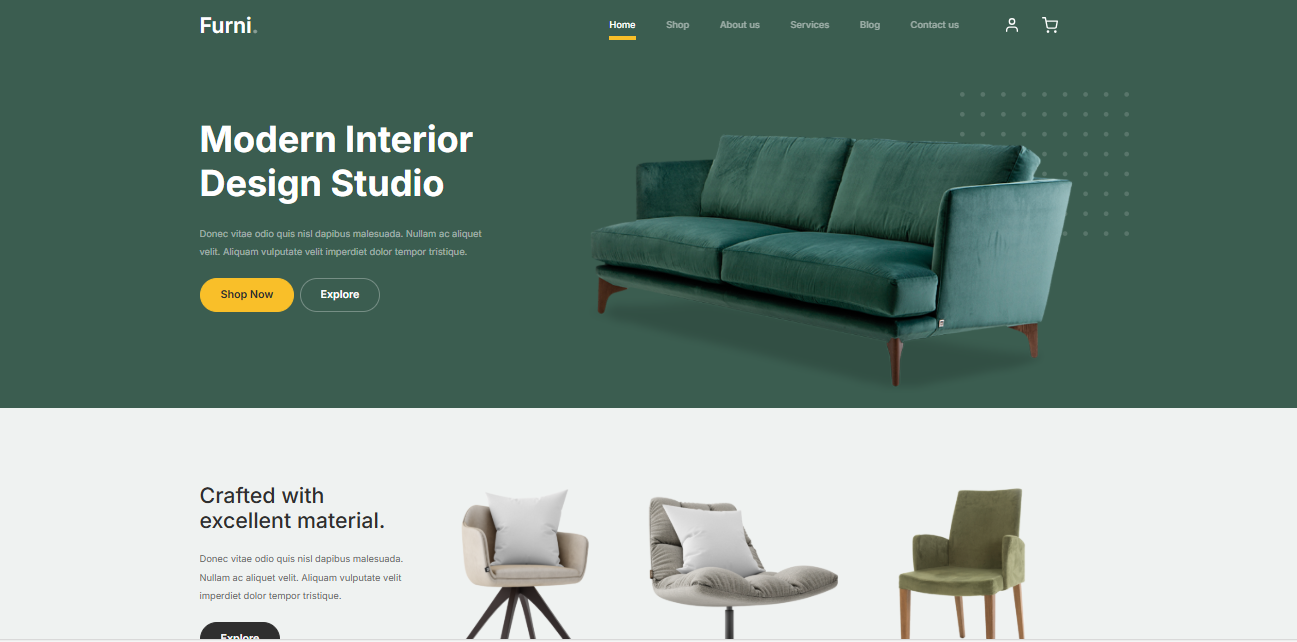 Furni.
Home Shop About us Services Blog Contact us
Modern Interior
Design Studio
Donec vitae odio quis nisl dapibus malesuada. Nullam ac aliquet
velit. Aliquam vulputate velit imperdiet dolor tempor tristique.
Shop Now Explore
Crafted with
excellent material.
Donec vitae odio quis nisl dapibus malesuada.
Nullam ac aliquet velit. Aliquam vulputate velit
imperdiet dolor tempor tristique.
Explore